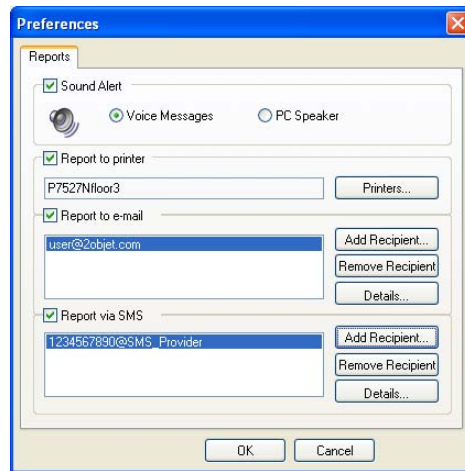 Preferences
Reports
Sound Alert
Voice Messages
PC Speaker
Report to printer
P7527Nfloor3
Printers...
Report to e-mail
user@2objet.com
Add Recipient...
Remove Recipient
Details...
Report via SMS
1234567890@SMS_Provider
Add Recipient...
Remove Recipient
Details...
OK
Cancel